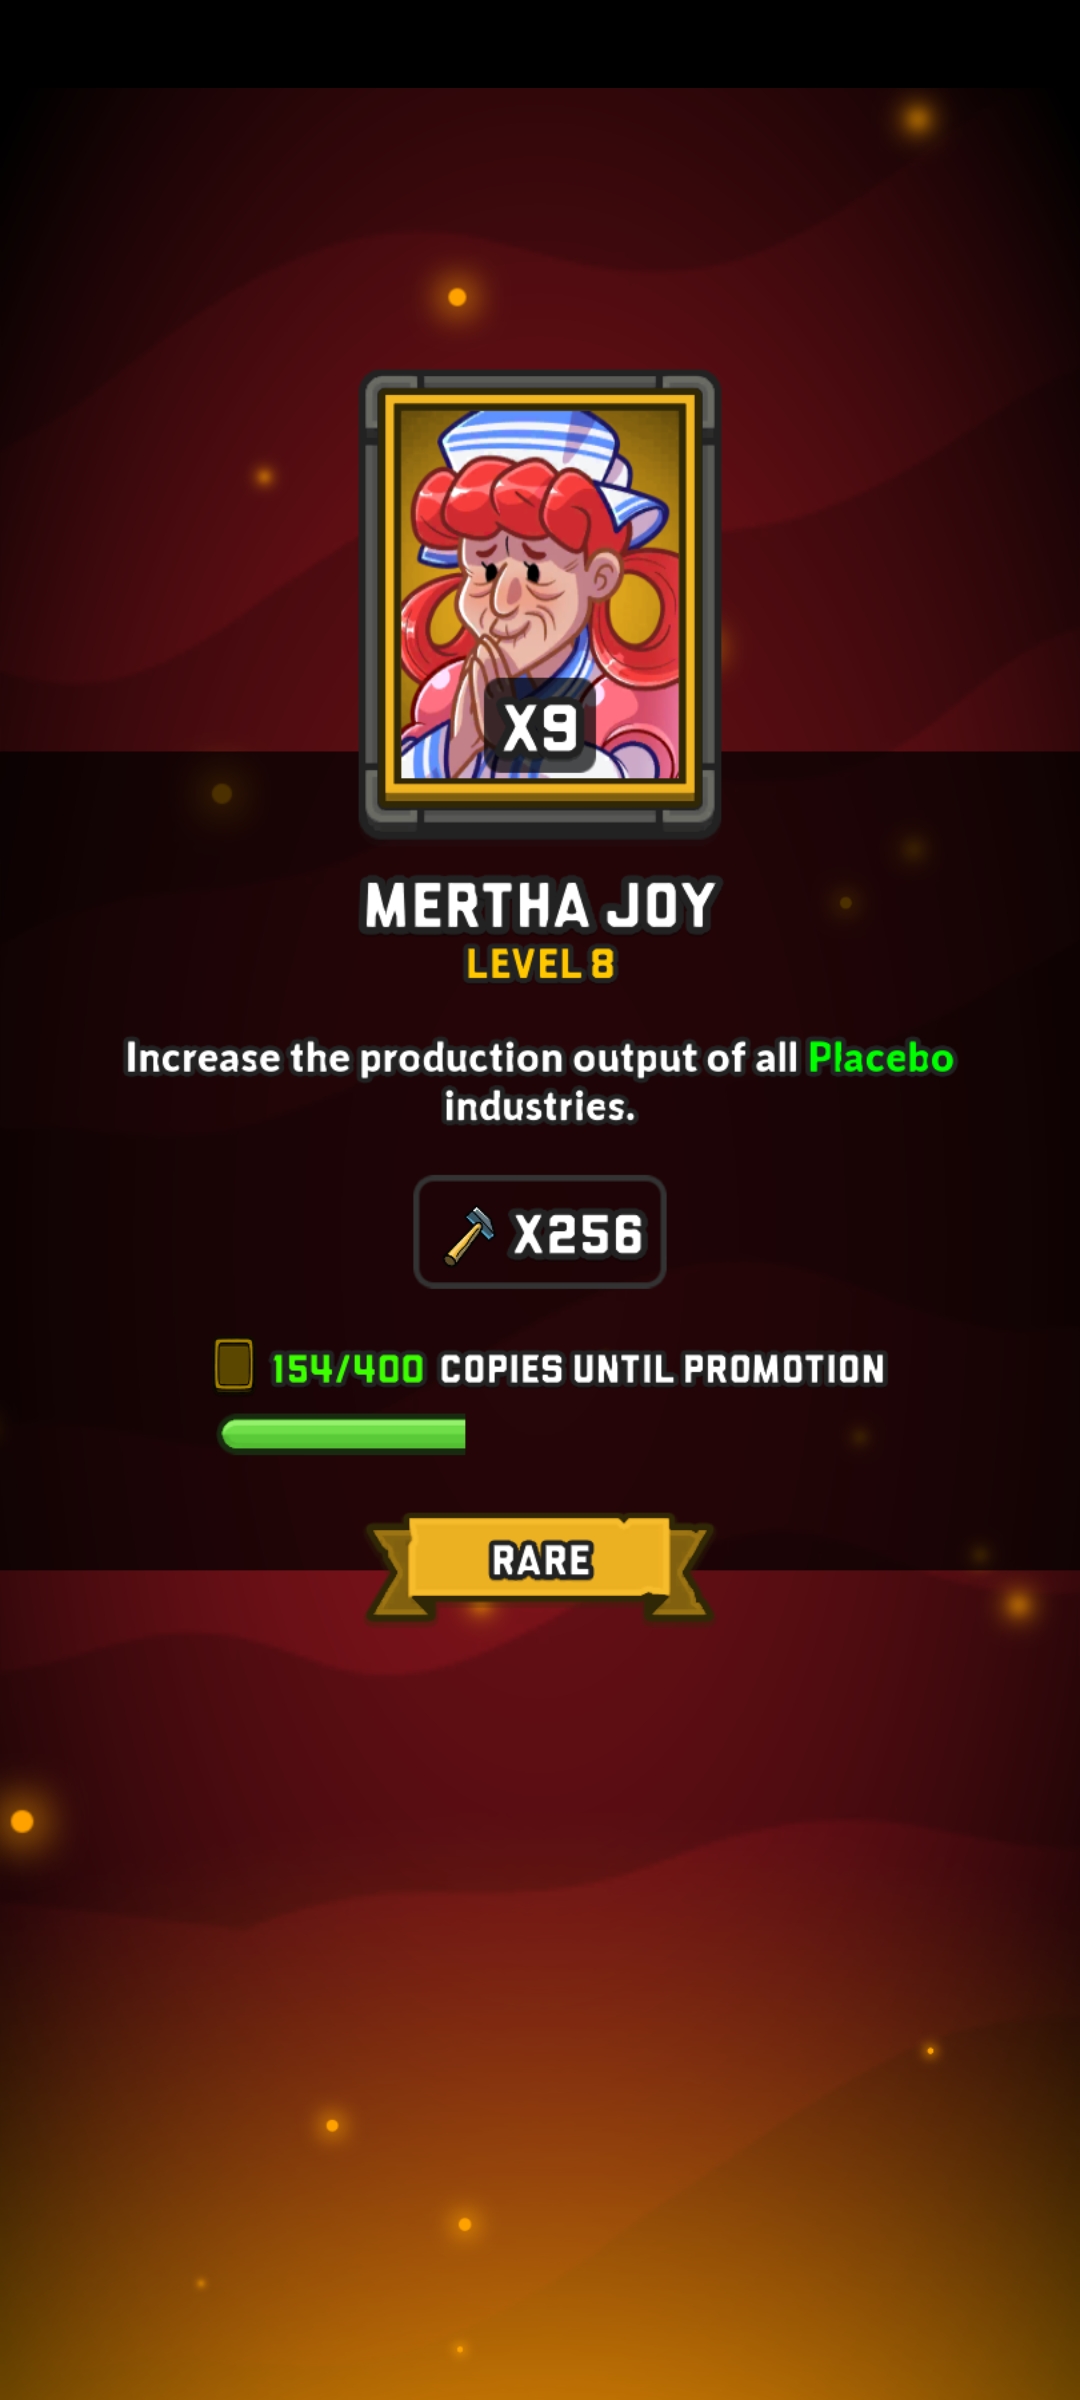 X9
MERTHA JOY
LEVEL 8
Increase the production output of all Placebo
industries.
X256
154/400 COPIES UNTIL PROMOTION
RARE